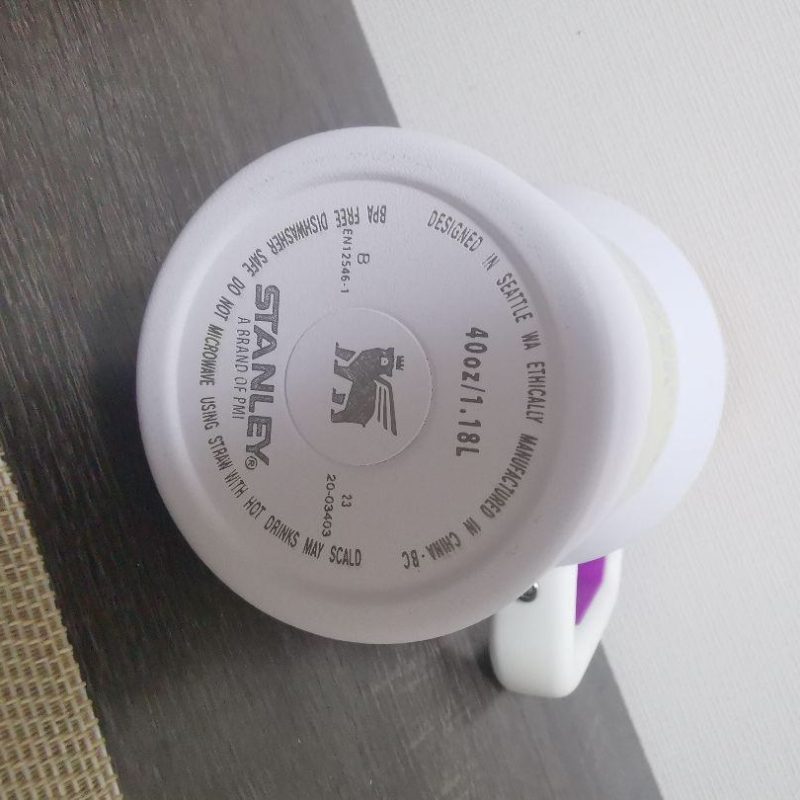 STANLEY®
A BRAND OF PMI
B
EN12546-1
23
20-03403
40oz/1.18L
DESIGNED IN SEATTLE WA ETHICALLY MANUFACTURED IN CHINA - BC
BPA FREE DISHWASHER SAFE DO NOT MICROWAVE USING STRAW WITH HOT DRINKS MAY SCALD